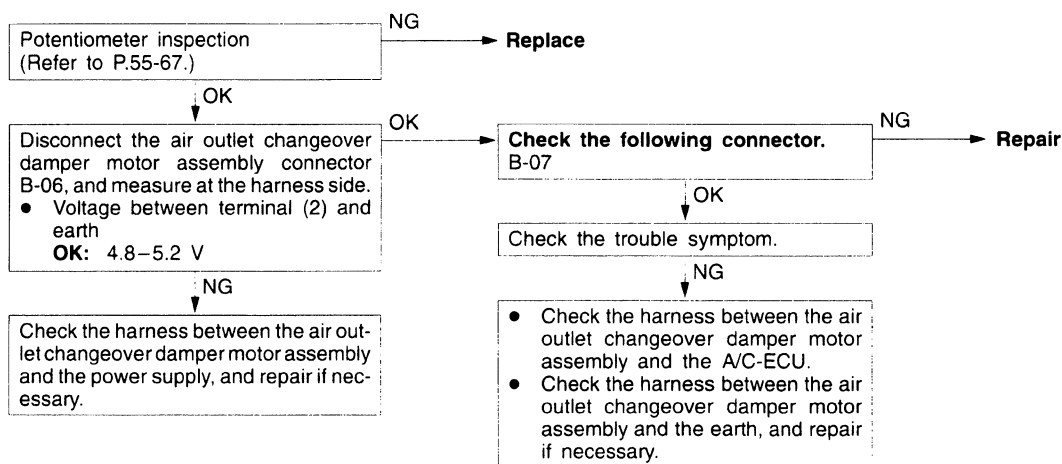 Potentiometer inspection
(Refer to P.55-67.)
NG
Replace
OK
Disconnect the air outlet changeover
damper motor assembly connector
B-06, and measure at the harness side.
● Voltage between terminal (2) and
earth
OK: 4.8–5.2 V
OK
Check the following connector.
B-07
NG
Repair
OK
Check the trouble symptom.
NG
Check the harness between the air out-
let changeover damper motor assembly
and the power supply, and repair if nec-
essary.
NG
● Check the harness between the air
outlet changeover damper motor
assembly and the A/C-ECU.
● Check the harness between the air
outlet changeover damper motor
assembly and the earth, and repair
if necessary.